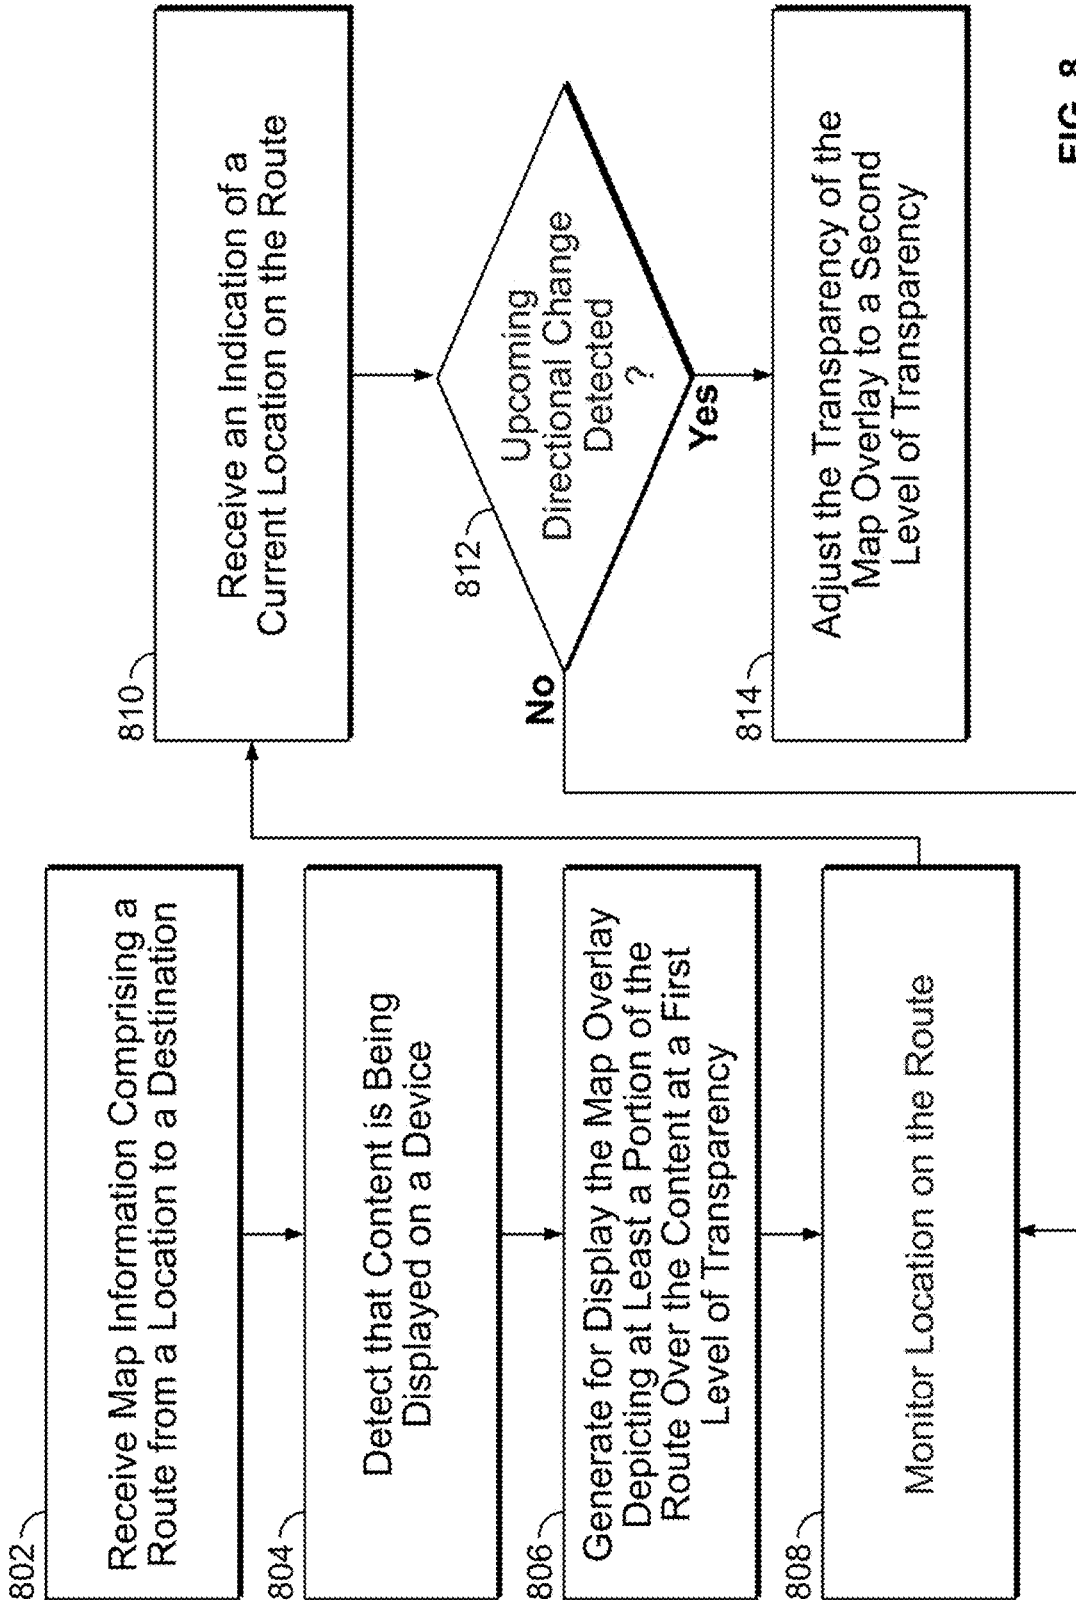 802
Receive Map Information Comprising a
Route from a Location to a Destination
804
Detect that Content is Being
Displayed on a Device
806
Generate for Display the Map Overlay
Depicting at Least a Portion of the
Route Over the Content at a First
Level of Transparency
808
Monitor Location on the Route
810
Receive an Indication of a
Current Location on the Route
812
Upcoming
Directional Change
Detected
?
No
Yes
814
Adjust the Transparency of the
Map Overlay to a Second
Level of Transparency
FIG. 8